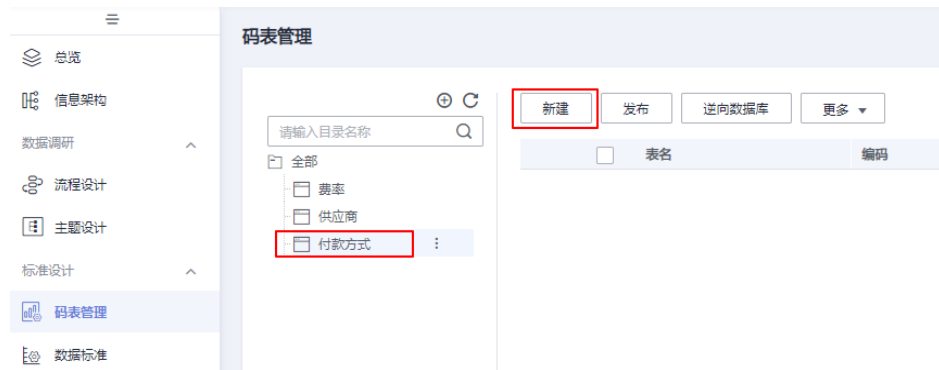 码表管理
总览
信息架构
数据调研
流程设计
主题设计
标准设计
码表管理
数据标准
请输入目录名称
全部
费率
供应商
付款方式
新建 发布 逆向数据库 更多
表名 编码